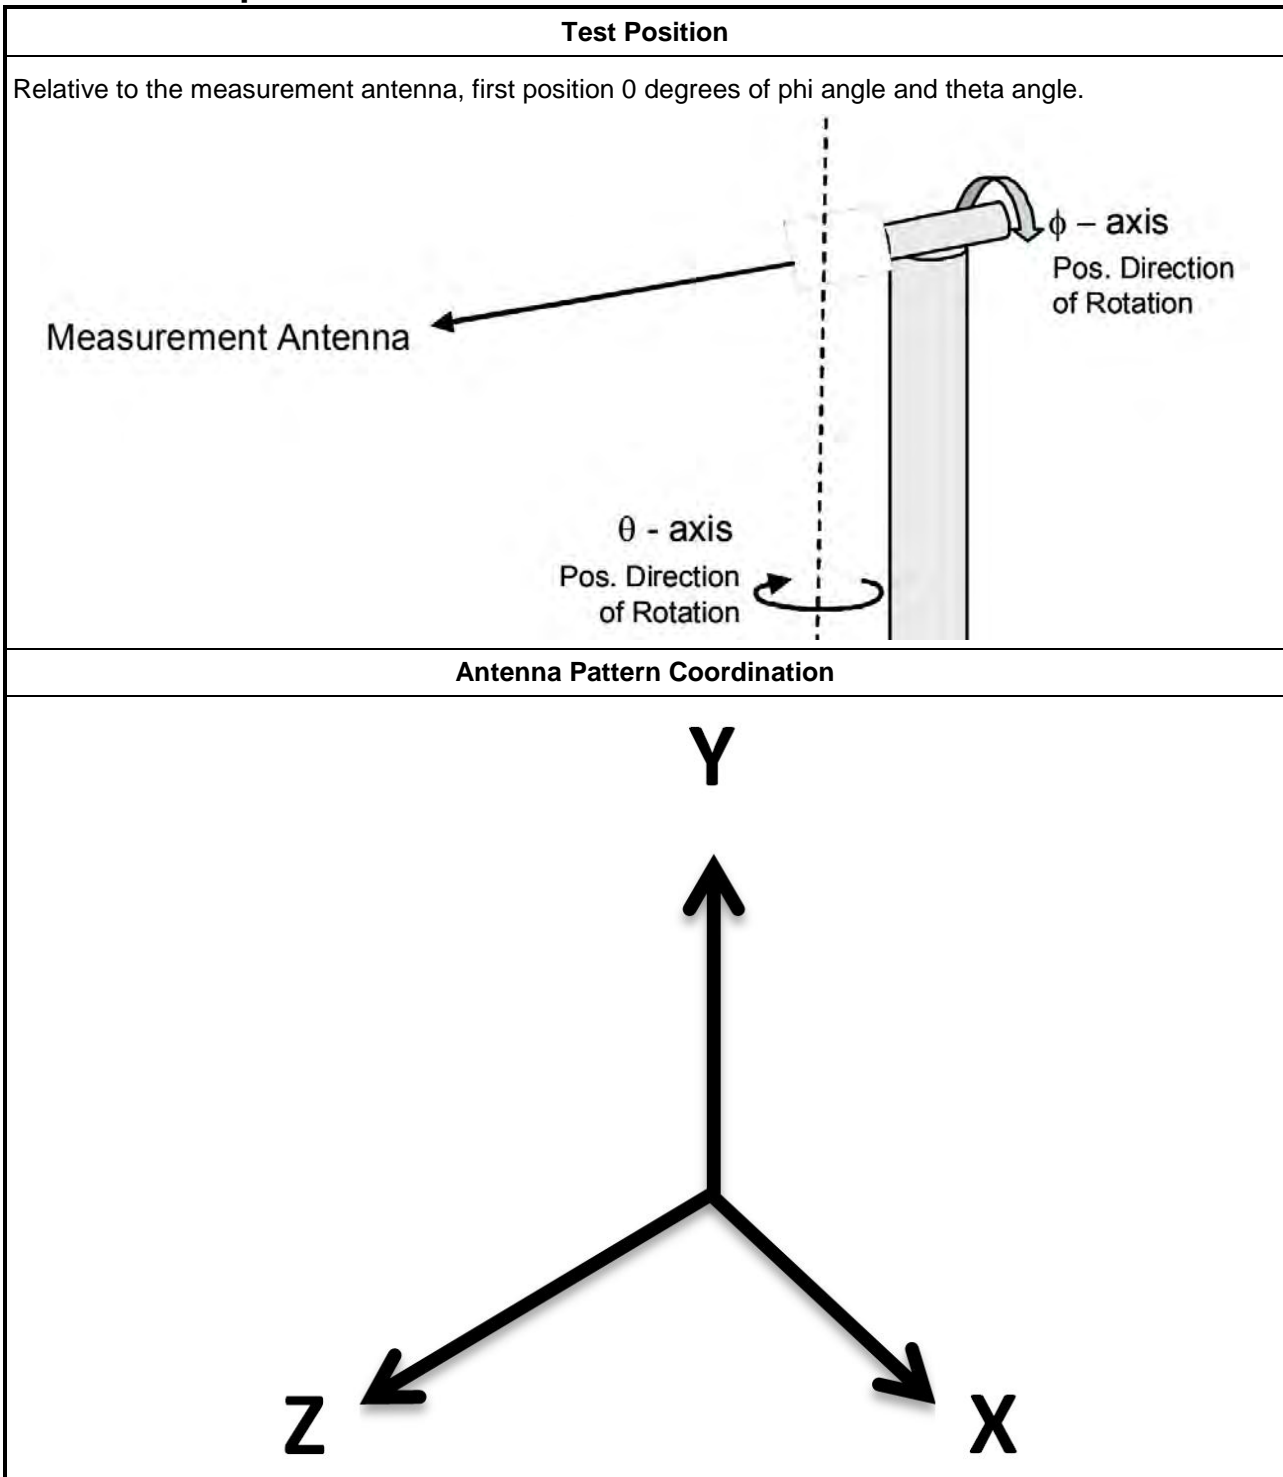 Test Position
Relative to the measurement antenna, first position 0 degrees of phi angle and theta angle.
ϕ – axis
Pos. Direction
of Rotation
Measurement Antenna
θ - axis
Pos. Direction
of Rotation
Antenna Pattern Coordination
Y
Z
X